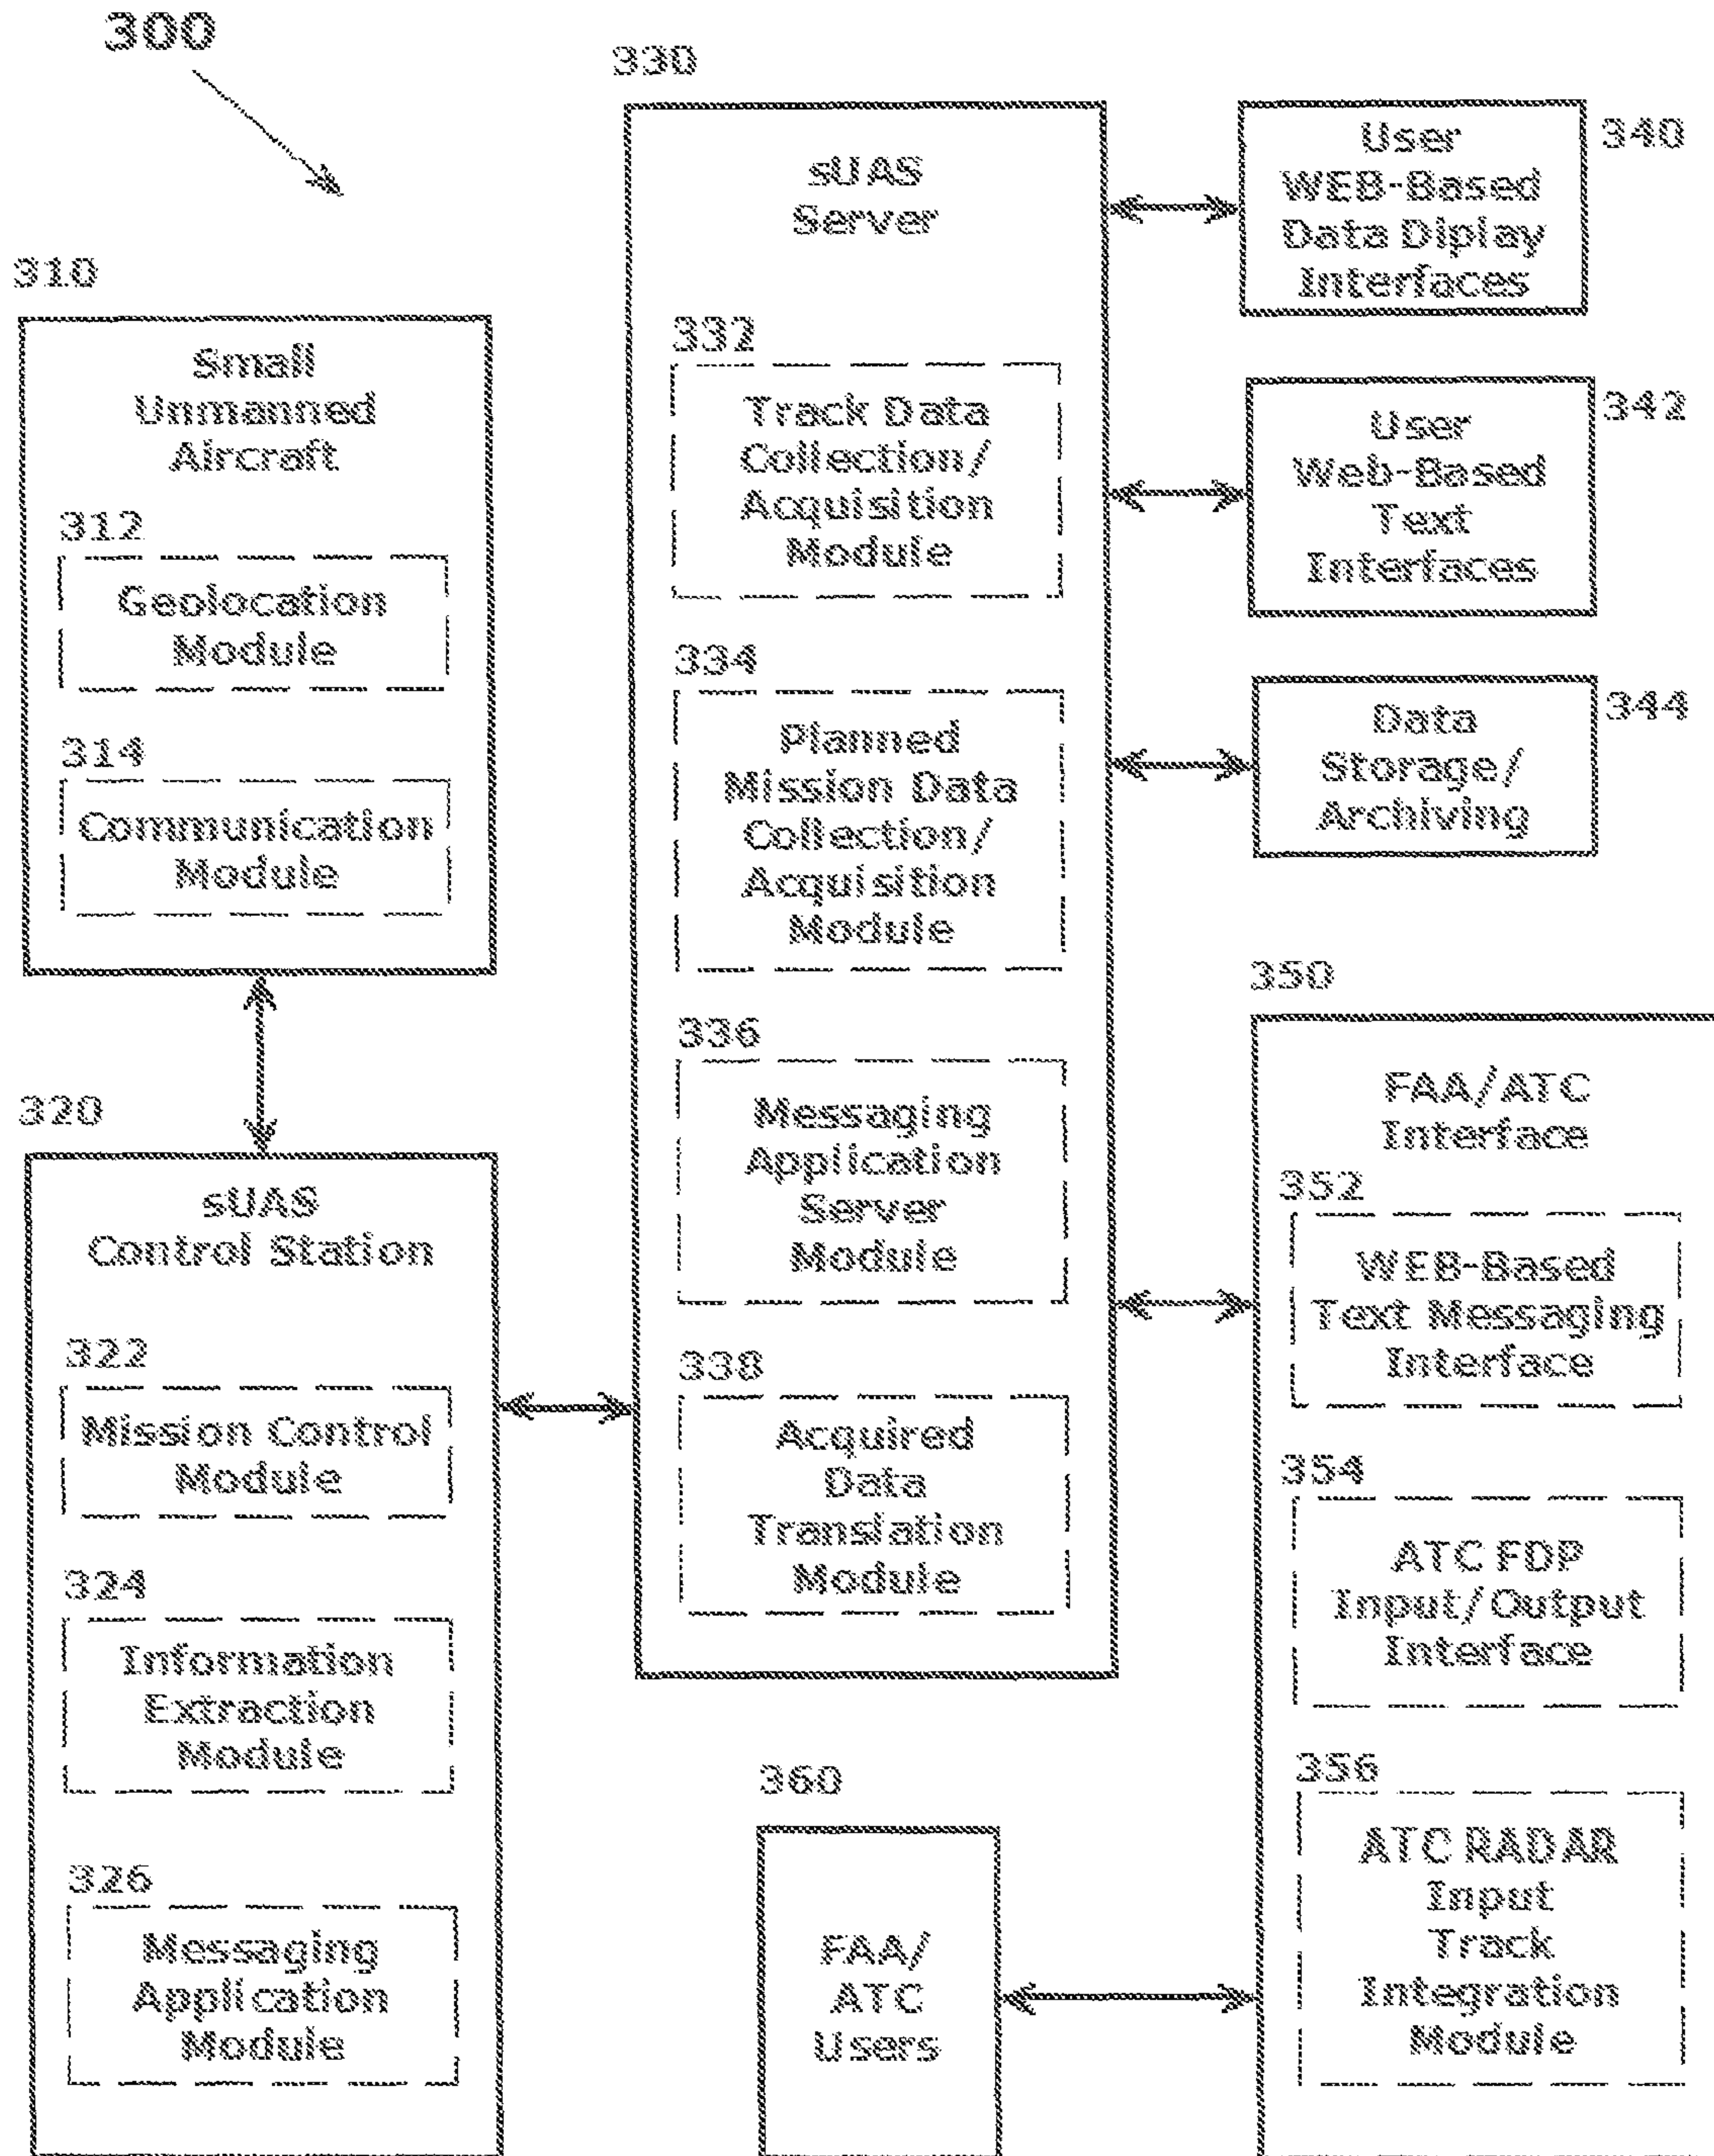 300
310
Small
Unmanned
Aircraft
312
Geolocation
Module
314
Communication
Module
320
sUAS
Control Station
322
Mission Control
Module
324
Information
Extraction
Module
326
Messaging
Application
Module
330
sUAS
Server
332
Track Data
Collection/
Acquisition
Module
334
Planned
Mission Data
Collection/
Acquisition
Module
336
Messaging
Application
Server
Module
338
Acquired
Data
Translation
Module
340
User
WEB-Based
Data Diplay
Interfaces
342
User
Web-Based
Text
Interfaces
344
Data
Storage/
Archiving
350
FAA/ATC
Interface
352
WEB-Based
Text Messaging
Interface
354
ATC FDP
Input/Output
Interface
356
ATC RADAR
Input
Track
Integration
Module
360
FAA/
ATC
Users